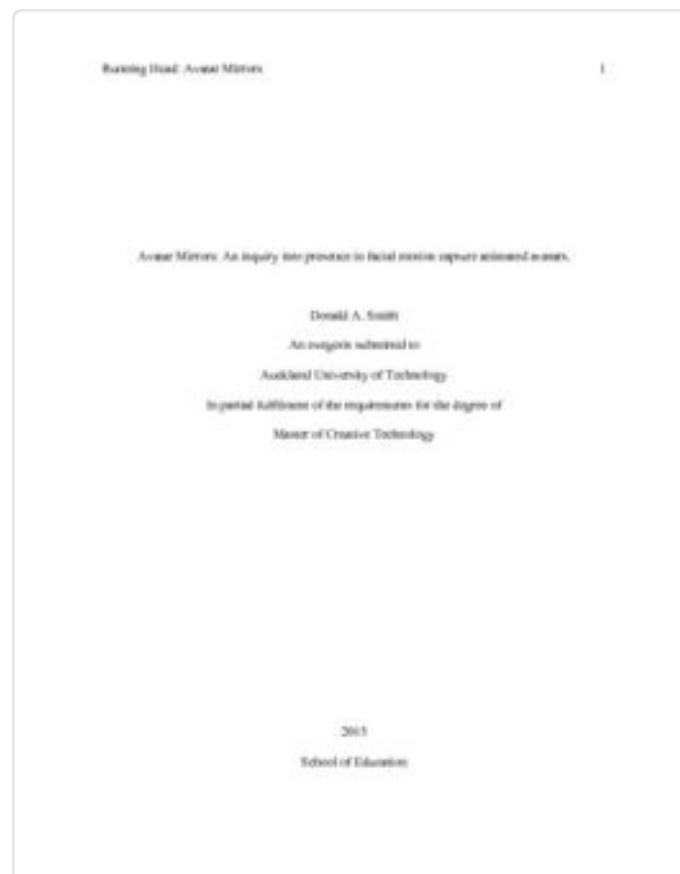 Running Head: Avatar Mirrors 1
Avatar Mirrors: An inquiry into presence in facial motion capture animated avatars.
Donald A. Smith
An exegesis submitted to
Auckland University of Technology
In partial fulfilment of the requirements for the degree of
Master of Creative Technology
School of Education